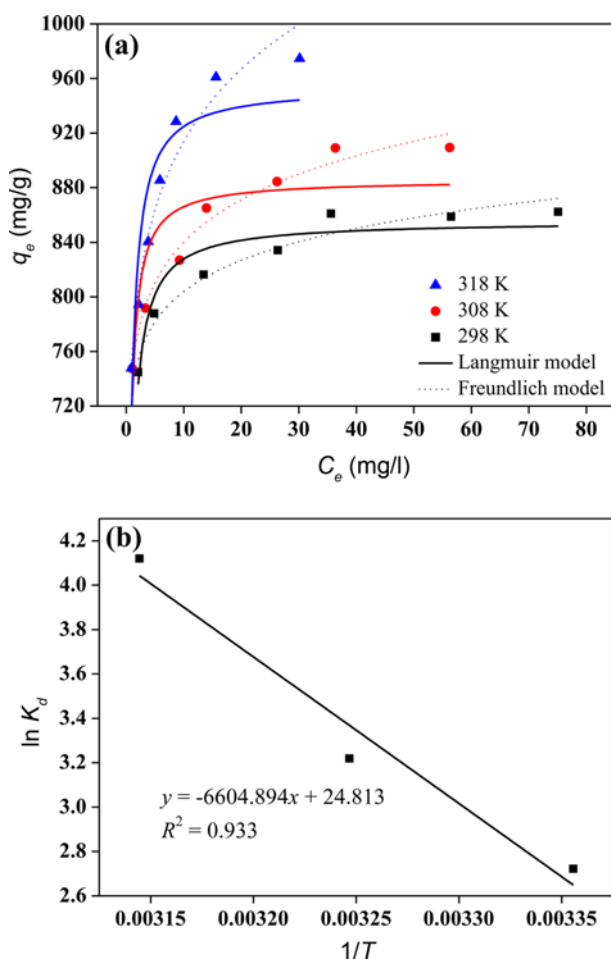 (a)
1000
960
920
880
840
800
760
720
qₑ (mg/g)
318 K
308 K
298 K
Langmuir model
Freundlich model
0 10 20 30 40 50 60 70 80
Cₑ (mg/l)
(b)
4.2
4.0
3.8
3.6
3.4
3.2
3.0
2.8
2.6
ln K_d
y = -6604.894x + 24.813
R² = 0.933
0.00315 0.00320 0.00325 0.00330 0.00335
1/T